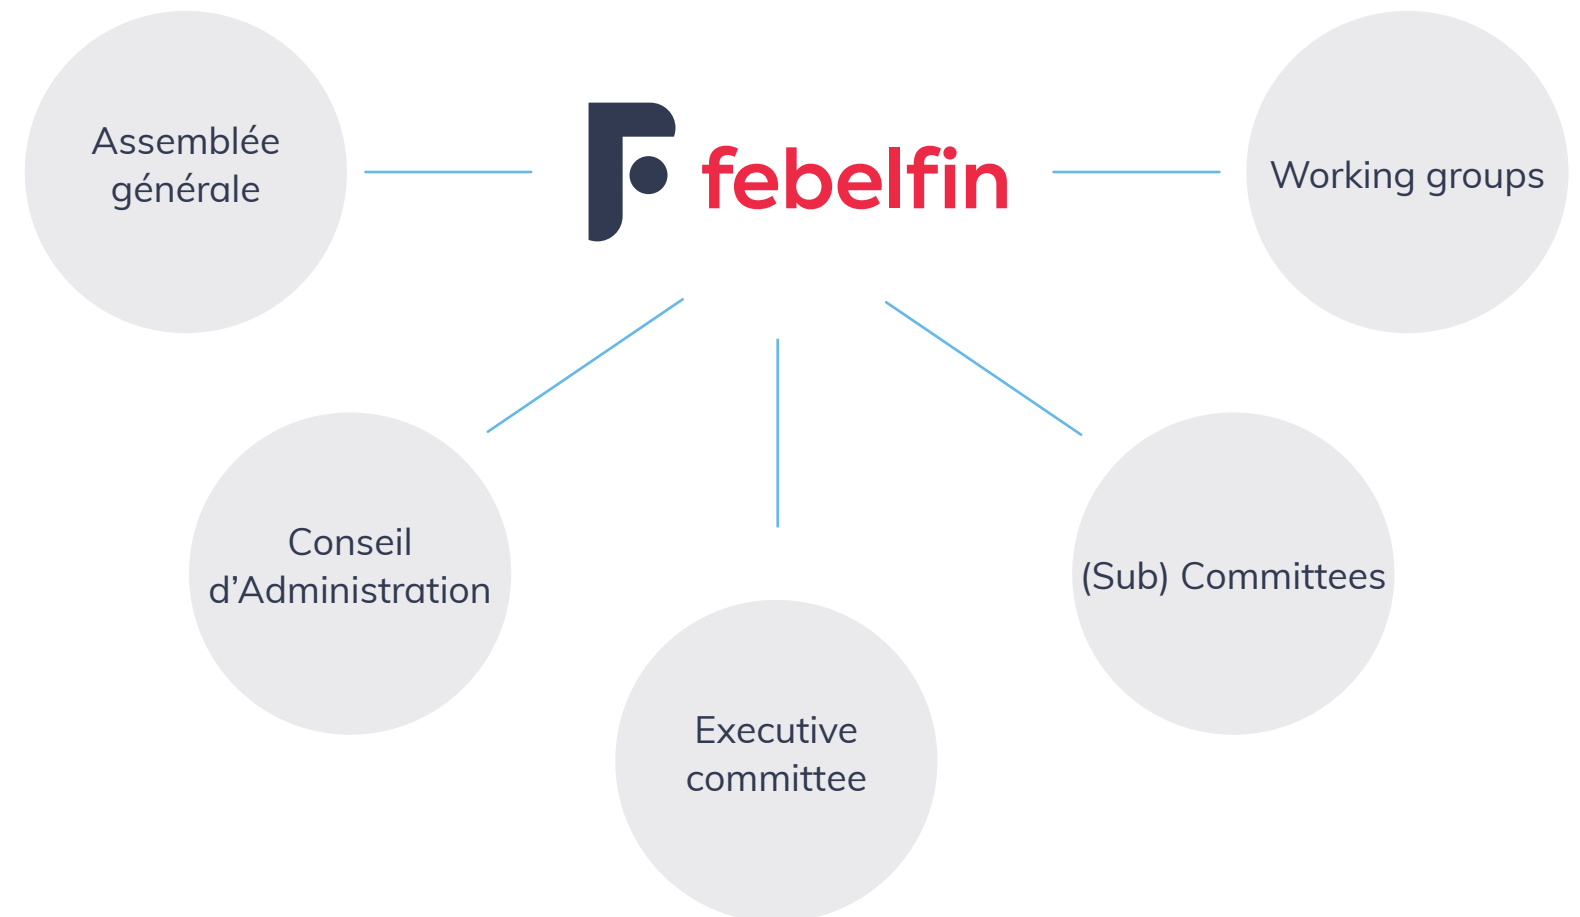 Assemblée
générale
febelfin
Working groups
Conseil
d’Administration
(Sub) Committees
Executive
committee